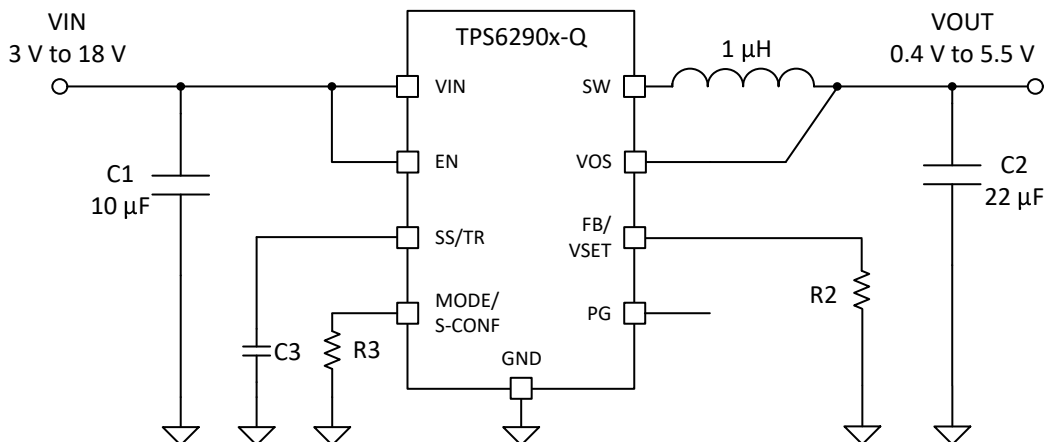 VIN
3 V to 18 V
TPS6290x-Q
1 µH
VOUT
0.4 V to 5.5 V
VIN
SW
EN
VOS
C1
10 µF
C2
22 µF
SS/TR
FB/
VSET
MODE/
S-CONF
PG
R2
C3
R3
GND